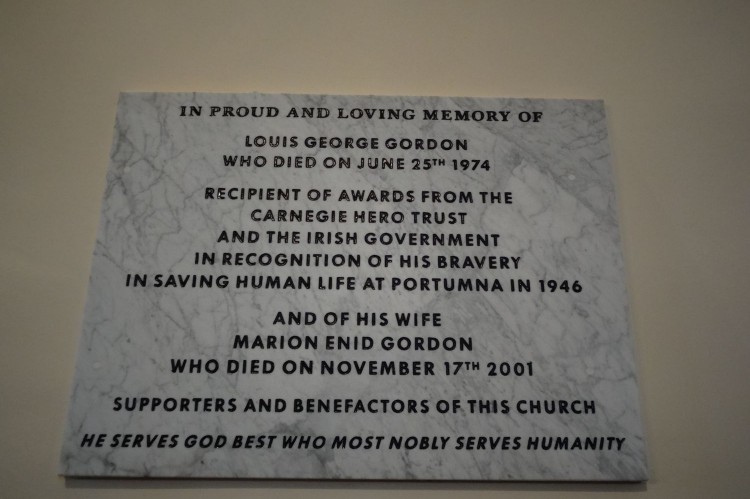 IN PROUD AND LOVING MEMORY OF
LOUIS GEORGE GORDON
WHO DIED ON JUNE 25TH 1974
RECIPIENT OF AWARDS FROM THE
CARNEGIE HERO TRUST
AND THE IRISH GOVERNMENT
IN RECOGNITION OF HIS BRAVERY
IN SAVING HUMAN LIFE AT PORTUMNA IN 1946
AND OF HIS WIFE
MARION ENID GORDON
WHO DIED ON NOVEMBER 17TH 2001
SUPPORTERS AND BENEFACTORS OF THIS CHURCH
HE SERVES GOD BEST WHO MOST NOBLY SERVES HUMANITY